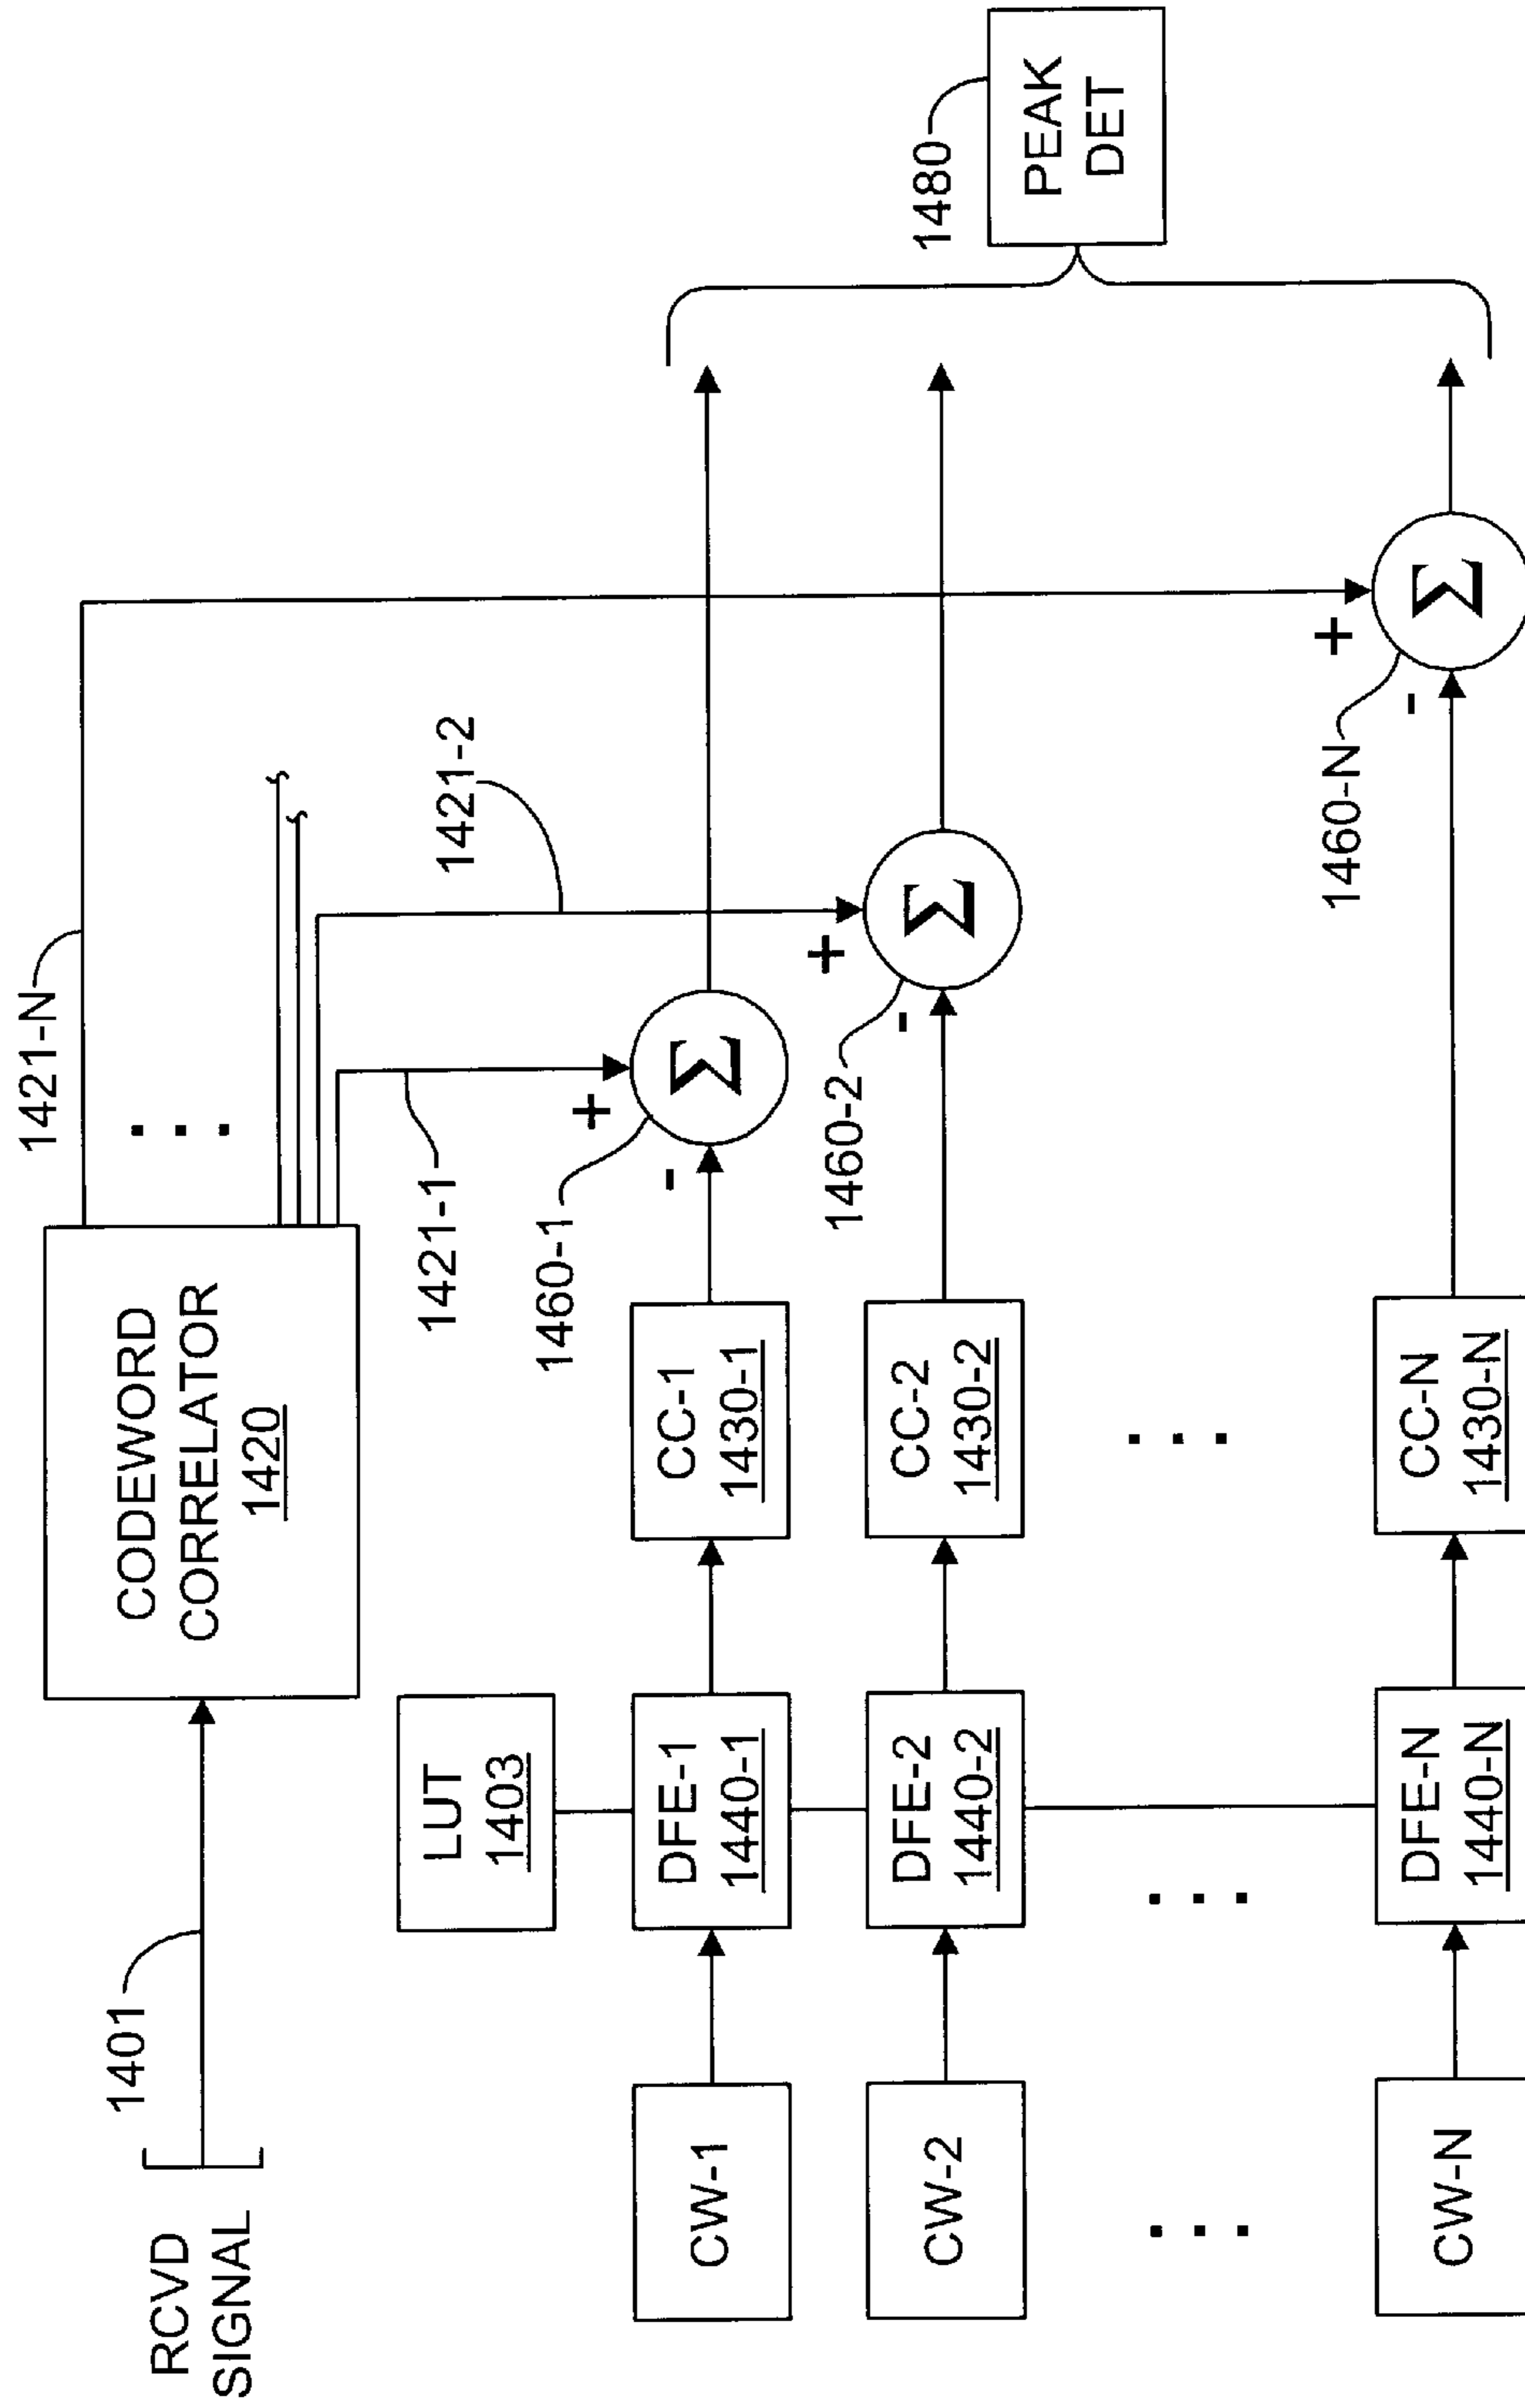 RCVD
SIGNAL
1401
CODEWORD
CORRELATOR
1420
1421-N
1421-2
1421-1
LUT
1403
CW-1
DFE-1
1440-1
CC-1
1430-1
1460-1
-
+
Σ
CW-2
DFE-2
1440-2
CC-2
1430-2
1460-2
-
+
Σ
CW-N
DFE-N
1440-N
CC-N
1430-N
1460-N
-
+
Σ
1480
PEAK
DET